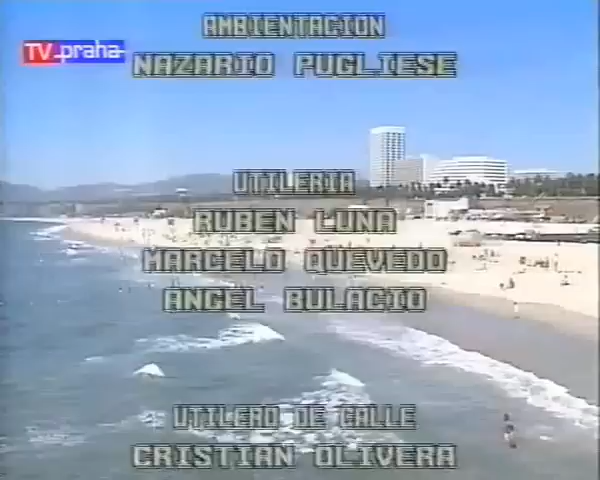 AMBIENTACION
TV praha
NAZARIO PUGLIESE
UTILERIA
RUBEN LUNA
MARCELO QUEVEDO
ANGEL BULACIO
UTILERO DE CALLE
CRISTIAN OLIVERA